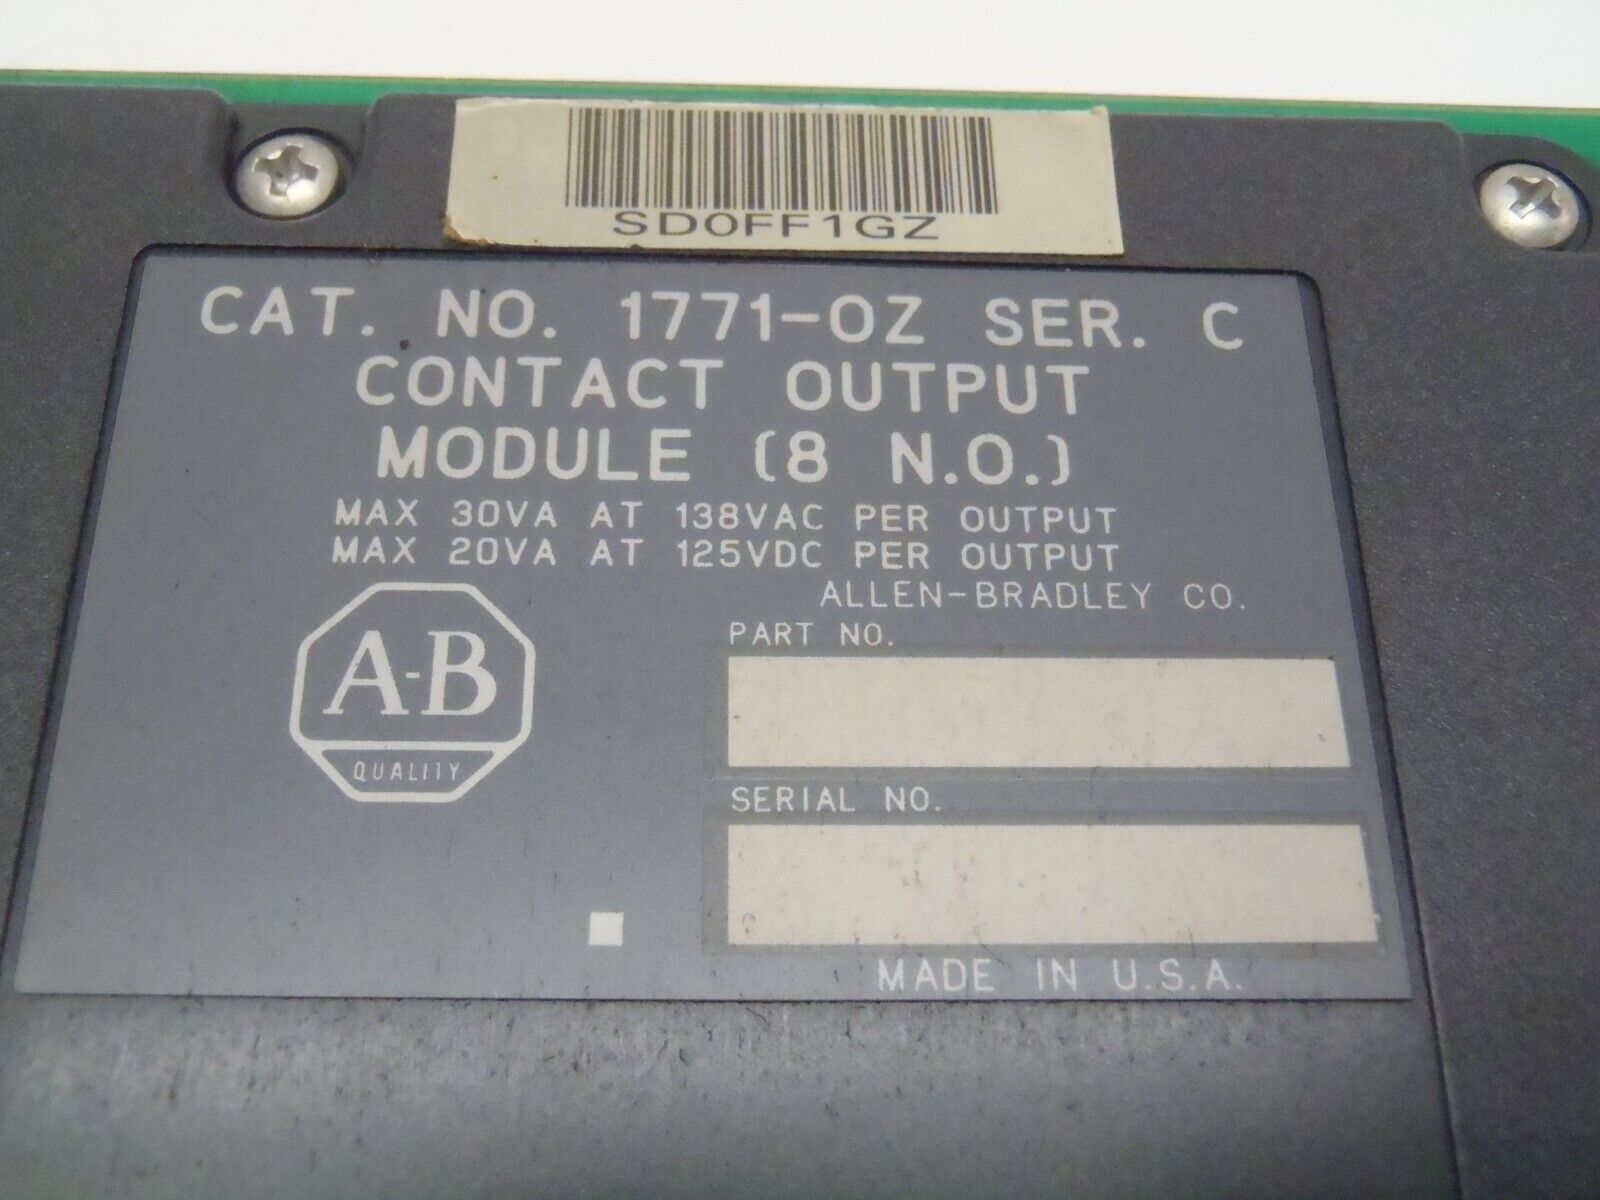 SD0FF1GZ
CAT. NO. 1771-OZ SER. C
CONTACT OUTPUT
MODULE (8 N.O.)
MAX 30VA AT 138VAC PER OUTPUT
MAX 20VA AT 125VDC PER OUTPUT
ALLEN-BRADLEY CO.
PART NO.
A-B
QUALITY
SERIAL NO.
MADE IN U.S.A.